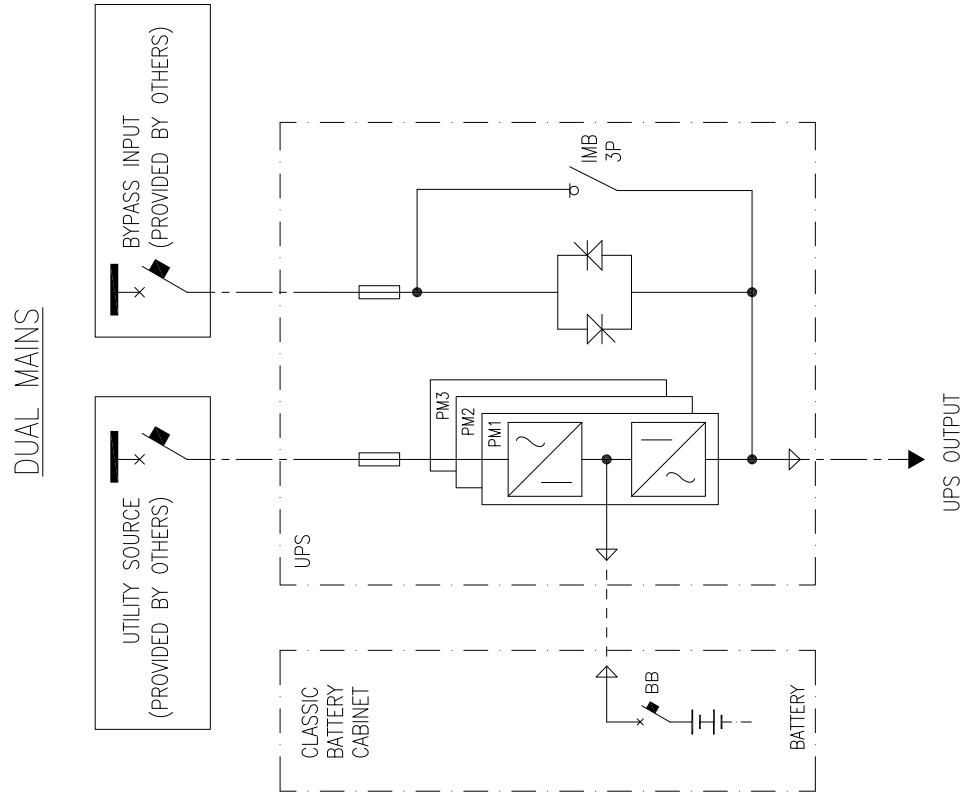 DUAL MAINS
UTILITY SOURCE
(PROVIDED BY OTHERS)
BYPASS INPUT
(PROVIDED BY OTHERS)
CLASSIC
BATTERY
CABINET
BB
BATTERY
UPS
PM3
PM2
PM1
IMB
3P
UPS OUTPUT